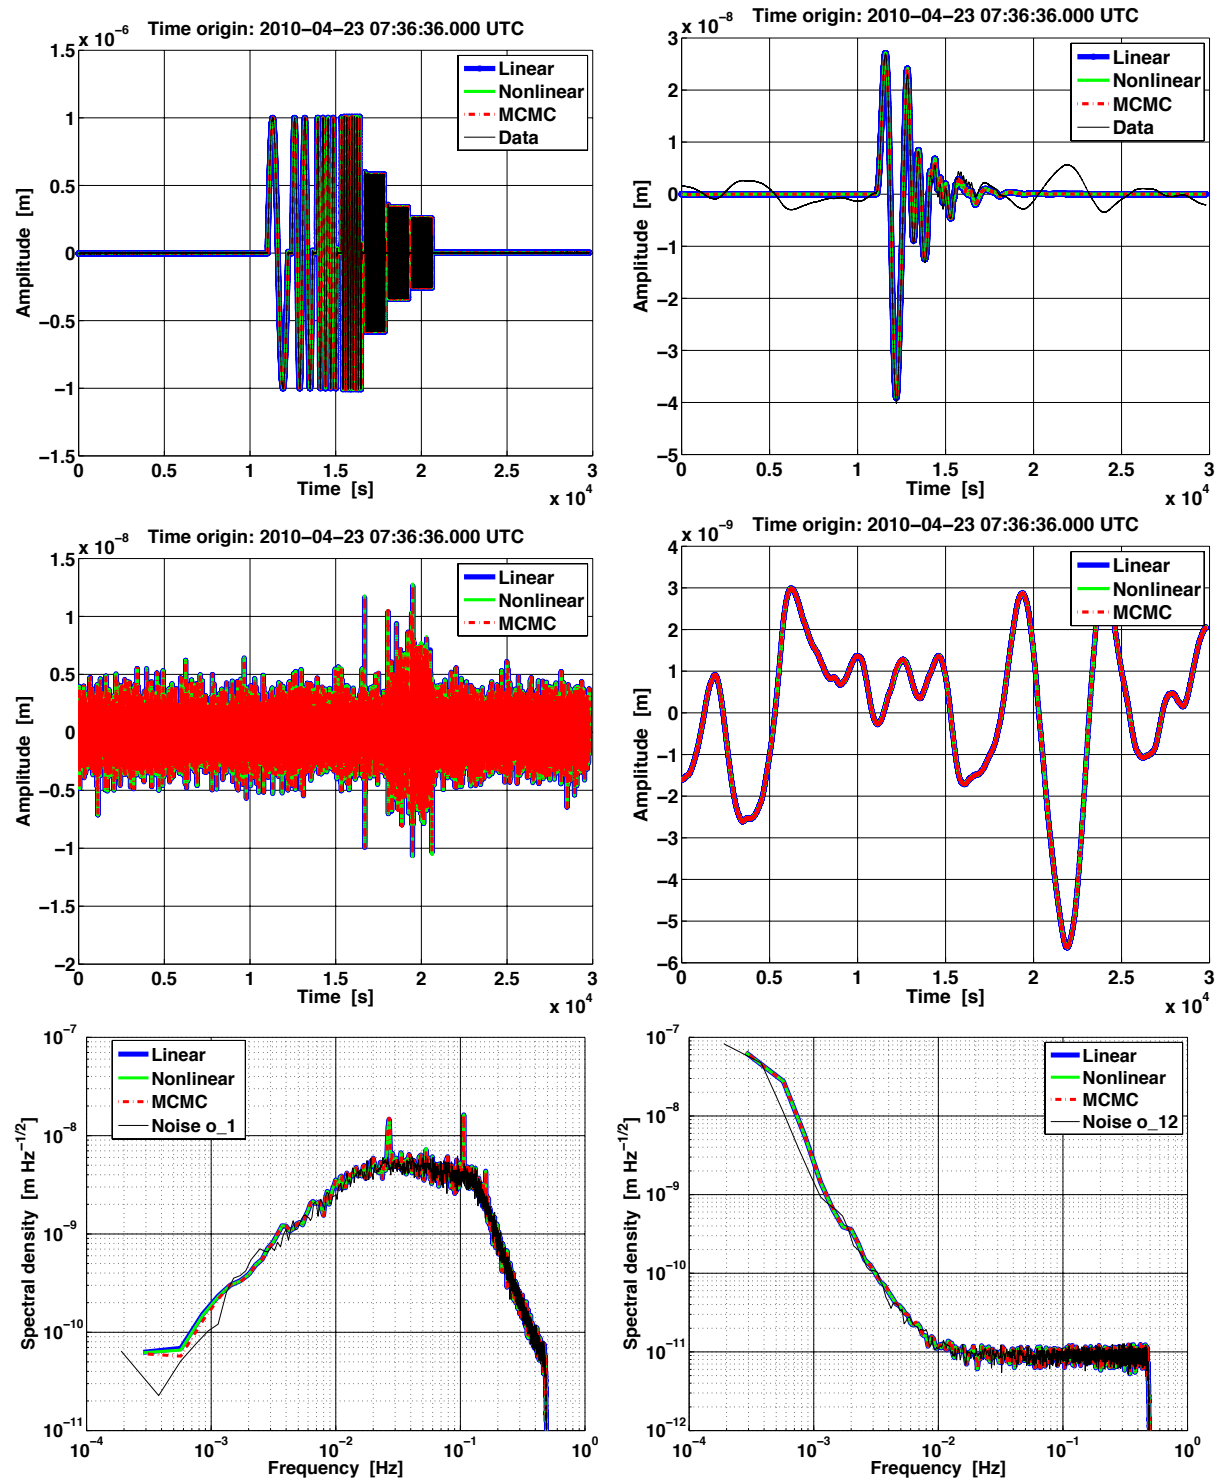 x 10−6 Time origin: 2010−04−23 07:36:36.000 UTC
1.5
1
0.5
0
−0.5
−1
−1.5
Amplitude [m]
Linear
Nonlinear
MCMC
Data
0 0.5 1 1.5 2 2.5 3
Time [s]
x 10^4
x 10−8 Time origin: 2010−04−23 07:36:36.000 UTC
3
2
1
0
−1
−2
−3
−4
−5
Amplitude [m]
Linear
Nonlinear
MCMC
Data
0 0.5 1 1.5 2 2.5 3
Time [s]
x 10^4
x 10−8 Time origin: 2010−04−23 07:36:36.000 UTC
1.5
1
0.5
0
−0.5
−1
−1.5
−2
Amplitude [m]
Linear
Nonlinear
MCMC
0 0.5 1 1.5 2 2.5 3
Time [s]
x 10^4
x 10−9 Time origin: 2010−04−23 07:36:36.000 UTC
4
3
2
1
0
−1
−2
−3
−4
−5
−6
Amplitude [m]
Linear
Nonlinear
MCMC
0 0.5 1 1.5 2 2.5 3
Time [s]
x 10^4
10^−7
10^−8
10^−9
10^−10
10^−11
Spectral density [m Hz^−1/2]
Linear
Nonlinear
MCMC
Noise o_1
10^−4 10^−3 10^−2 10^−1 10^0
Frequency [Hz]
10^−7
10^−8
10^−9
10^−10
10^−11
10^−12
Spectral density [m Hz^−1/2]
Linear
Nonlinear
MCMC
Noise o_12
10^−4 10^−3 10^−2 10^−1 10^0
Frequency [Hz]